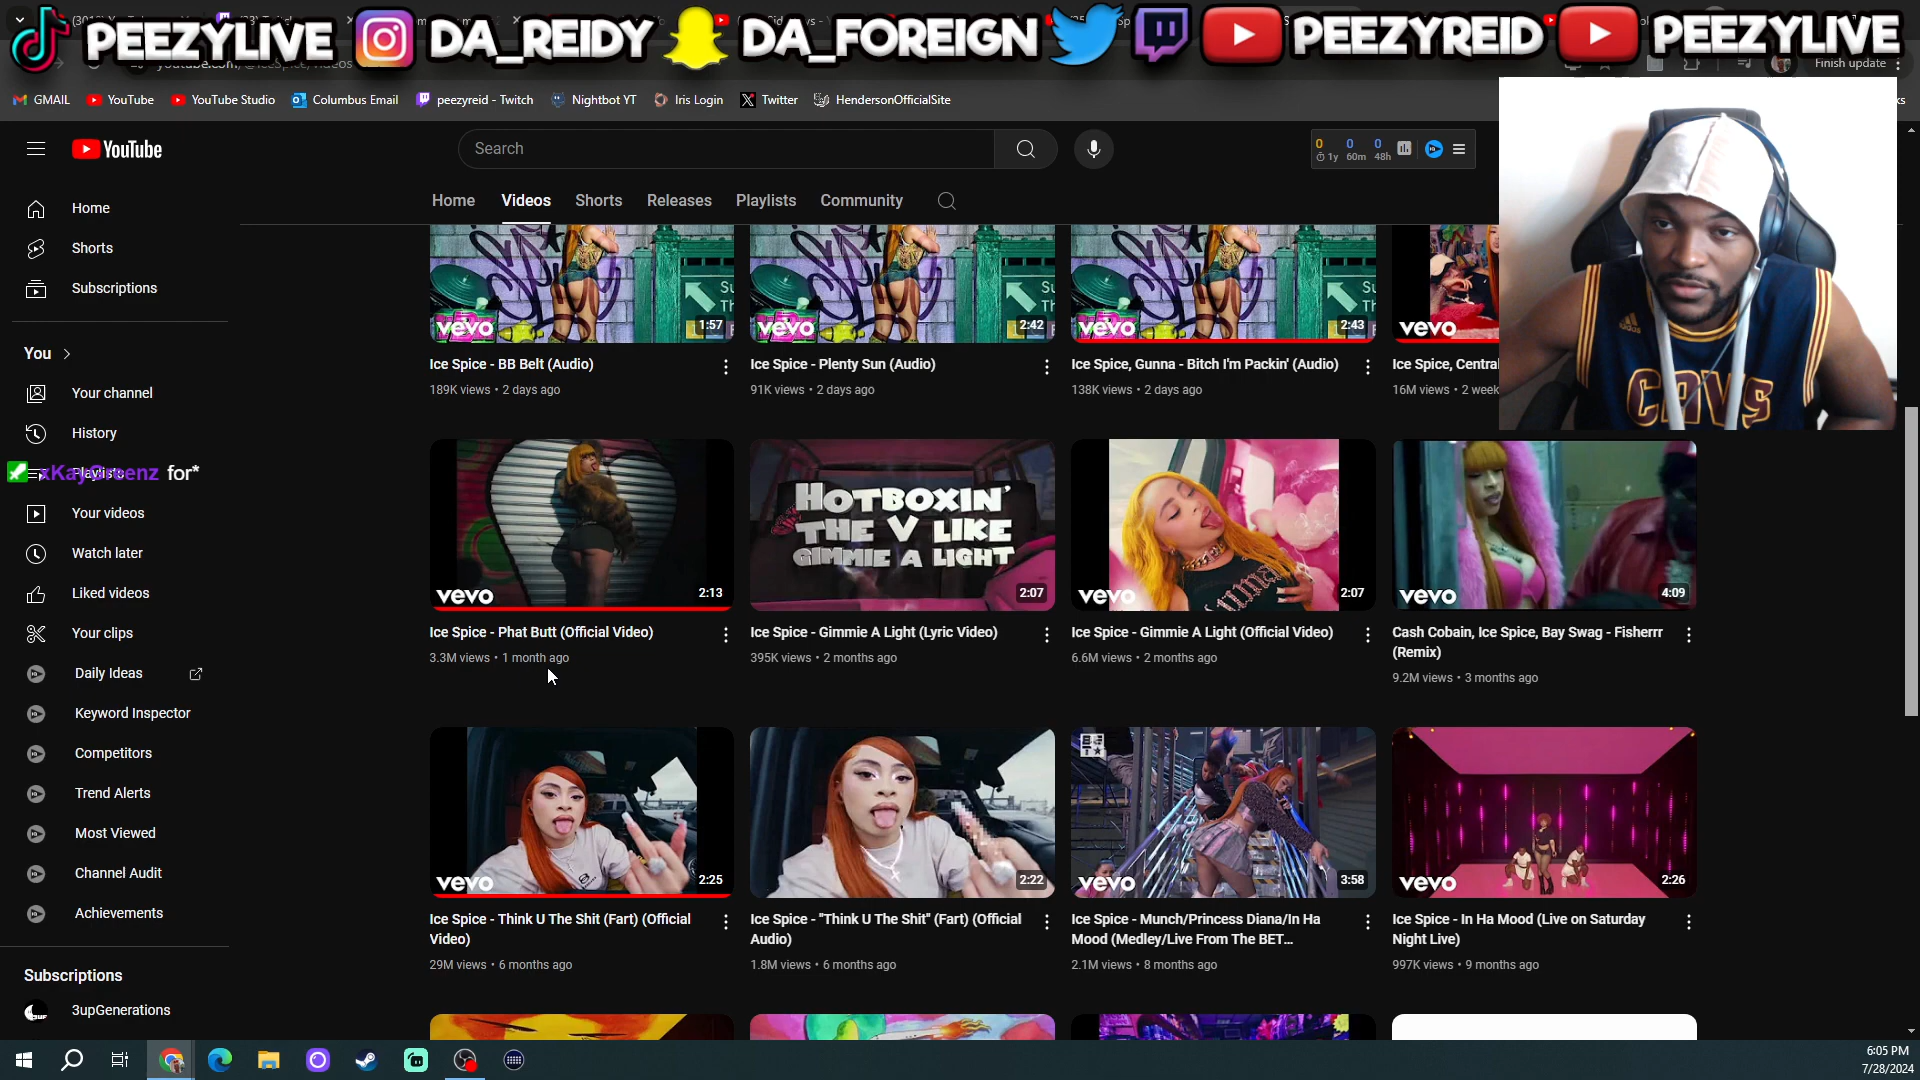 PEEZYLIVE DA_REIDY DA_FOREIGN PEEZYREID PEEZYLIVE
Finish update
GMAIL YouTube YouTube Studio Columbus Email peezyreid - Twitch Nightbot YT Iris Login Twitter HendersonOfficialSite
YouTube
Search
0 0 0
1y 60m 48h
Home Videos Shorts Releases Playlists Community
Home
Shorts
Subscriptions
You
Your channel
History
xKayGreenz for*
Your videos
Watch later
Liked videos
Your clips
Daily Ideas
Keyword Inspector
Competitors
Trend Alerts
Most Viewed
Channel Audit
Achievements
Subscriptions
3upGenerations
vevo 1:57
Ice Spice - BB Belt (Audio)
189K views • 2 days ago
vevo 2:42
Ice Spice - Plenty Sun (Audio)
91K views • 2 days ago
vevo 2:43
Ice Spice, Gunna - Bitch I'm Packin' (Audio)
138K views • 2 days ago
vevo
Ice Spice, Central
16M views • 2 week
adidas
CAVS
vevo 2:13
Ice Spice - Phat Butt (Official Video)
3.3M views • 1 month ago
HOTBOXIN'
THE V LIKE
GIMMIE A LIGHT
2:07
Ice Spice - Gimmie A Light (Lyric Video)
395K views • 2 months ago
vevo 2:07
Ice Spice - Gimmie A Light (Official Video)
6.6M views • 2 months ago
vevo 4:09
Cash Cobain, Ice Spice, Bay Swag - Fisherrr
(Remix)
9.2M views • 3 months ago
vevo 2:25
Ice Spice - Think U The Shit (Fart) (Official
Video)
29M views • 6 months ago
2:22
Ice Spice - "Think U The Shit" (Fart) (Official
Audio)
1.8M views • 6 months ago
vevo 3:58
Ice Spice - Munch/Princess Diana/In Ha
Mood (Medley/Live From The BET...
2.1M views • 8 months ago
vevo 2:26
Ice Spice - In Ha Mood (Live on Saturday
Night Live)
997K views • 9 months ago
6:05 PM
7/28/2024